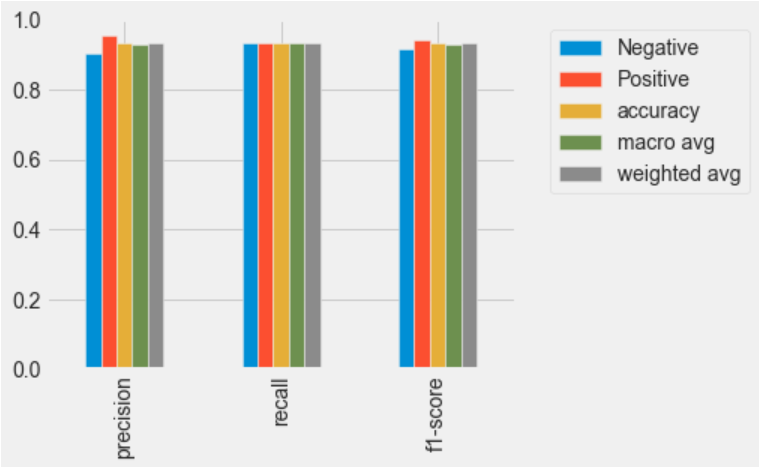 1.0
0.8
0.6
0.4
0.2
0.0
precision
recall
f1-score
Negative
Positive
accuracy
macro avg
weighted avg